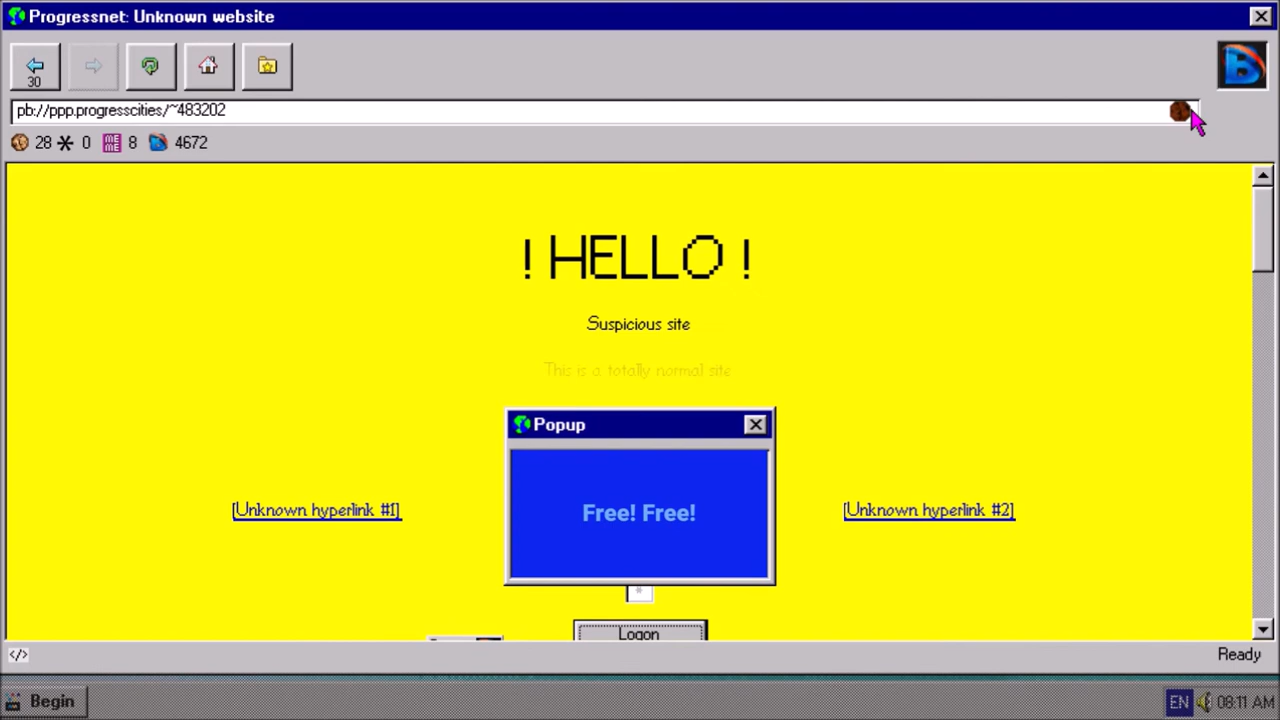 Progressnet: Unknown website
30
pb://ppp.progresscities/~483202
28 0 MEME 8 4672
! HELLO !
Suspicious site
This is a totally normal site
Popup
Free! Free!
[Unknown hyperlink #1] [Unknown hyperlink #2]
*
Logon
</> Ready
Begin EN 08:11 AM